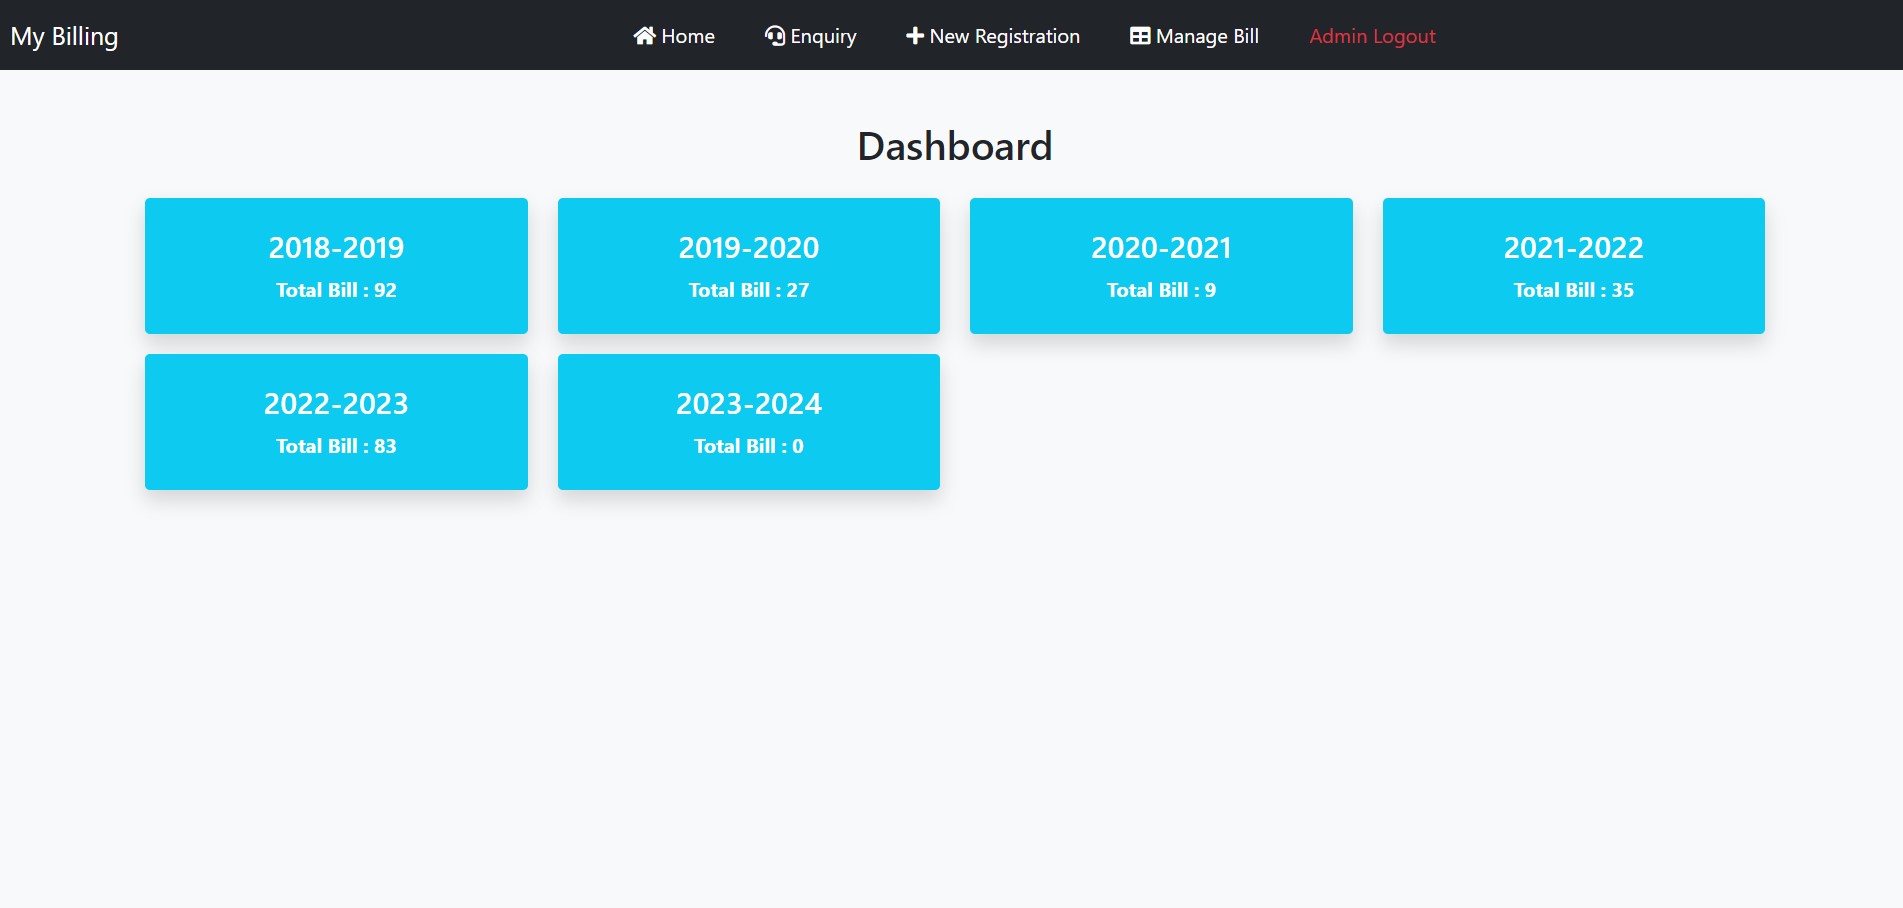 My Billing
Home
Enquiry
New Registration
Manage Bill
Admin Logout
Dashboard
2018-2019
Total Bill : 92
2019-2020
Total Bill : 27
2020-2021
Total Bill : 9
2021-2022
Total Bill : 35
2022-2023
Total Bill : 83
2023-2024
Total Bill : 0